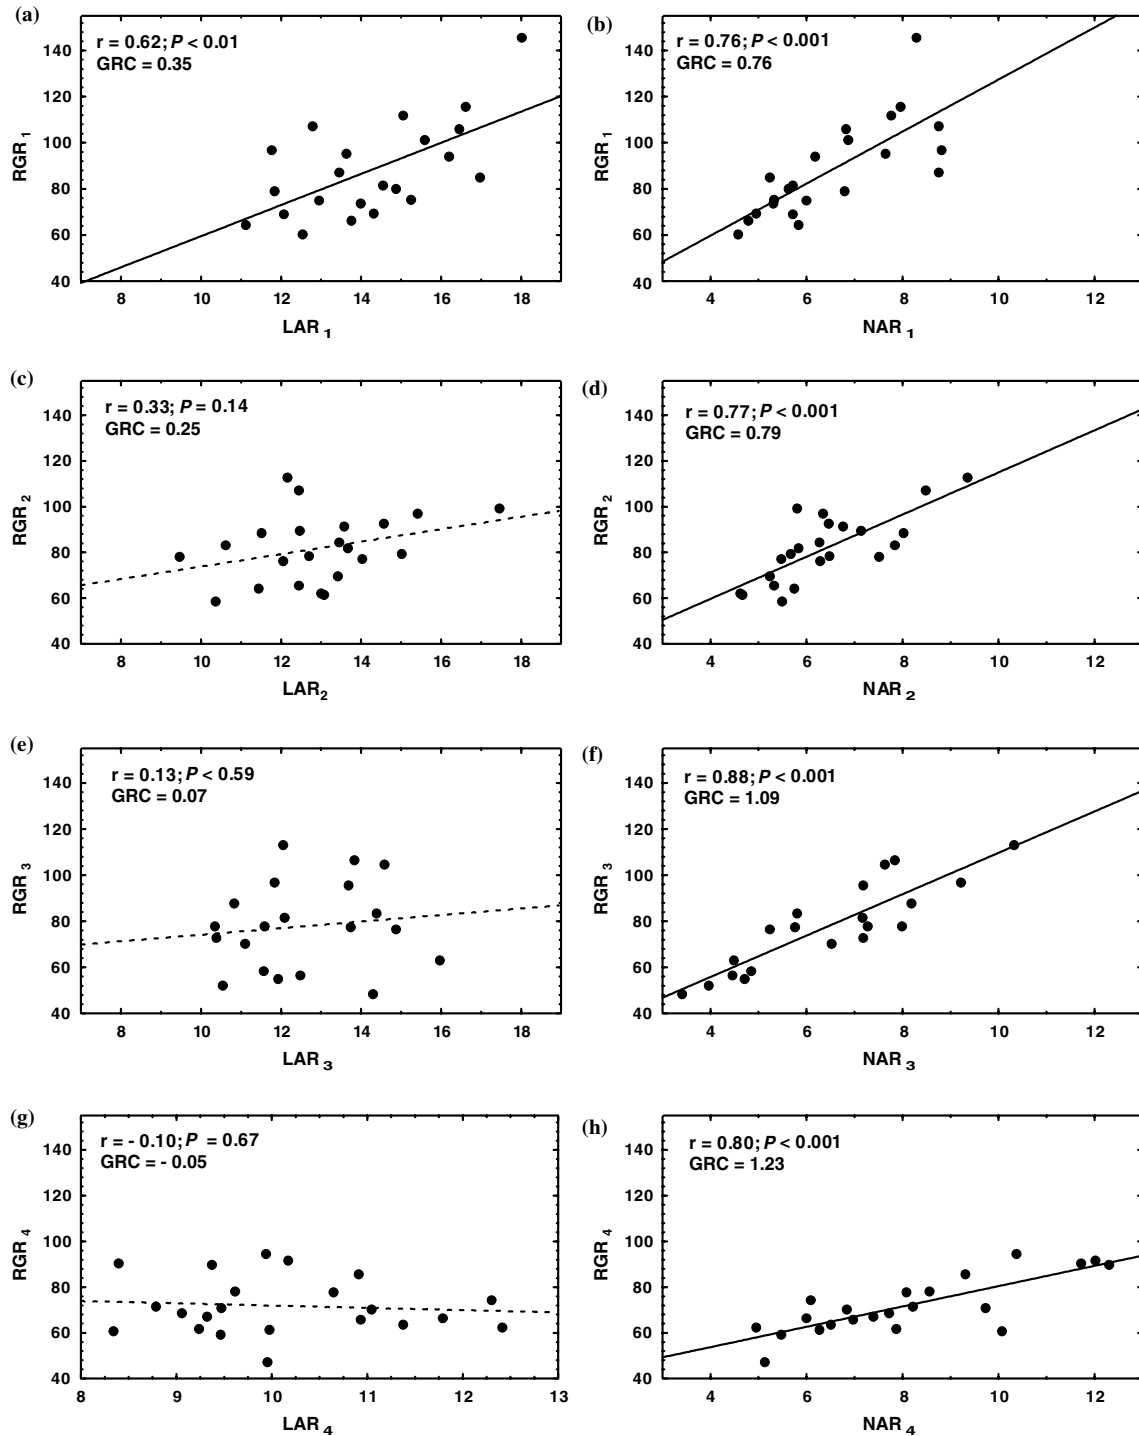 (a)
r = 0.62; P < 0.01
GRC = 0.35
140
120
100
80
60
40
RGR 1
8 10 12 14 16 18
LAR 1
(b)
r = 0.76; P < 0.001
GRC = 0.76
140
120
100
80
60
40
RGR 1
4 6 8 10 12
NAR 1
(c)
r = 0.33; P = 0.14
GRC = 0.25
140
120
100
80
60
40
RGR 2
8 10 12 14 16 18
LAR 2
(d)
r = 0.77; P < 0.001
GRC = 0.79
140
120
100
80
60
40
RGR 2
4 6 8 10 12
NAR 2
(e)
r = 0.13; P < 0.59
GRC = 0.07
140
120
100
80
60
40
RGR 3
8 10 12 14 16 18
LAR 3
(f)
r = 0.88; P < 0.001
GRC = 1.09
140
120
100
80
60
40
RGR 3
4 6 8 10 12
NAR 3
(g)
r = - 0.10; P = 0.67
GRC = - 0.05
140
120
100
80
60
40
RGR 4
8 9 10 11 12 13
LAR 4
(h)
r = 0.80; P < 0.001
GRC = 1.23
140
120
100
80
60
40
RGR 4
4 6 8 10 12
NAR 4